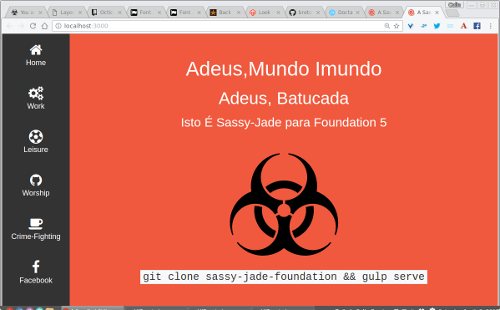 localhost:3000
Home
Work
Leisure
Worship
Crime-Fighting
Facebook
Adeus,Mundo Imundo
Adeus, Batucada
Isto É Sassy-Jade para Foundation 5
git clone sassy-jade-foundation && gulp serve